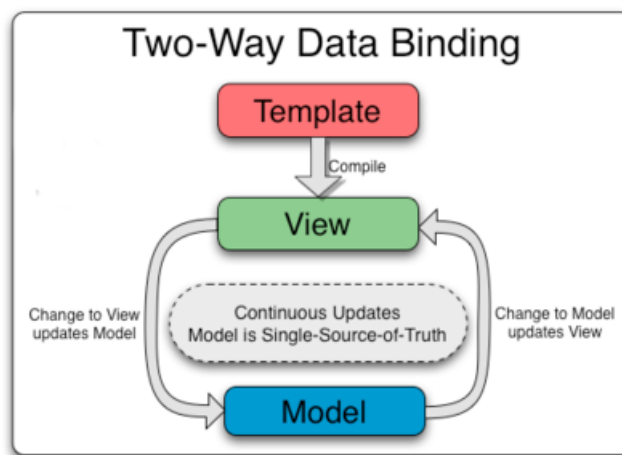 Two-Way Data Binding
Template
Compile
View
Change to View
updates Model
Continuous Updates
Model is Single-Source-of-Truth
Change to Model
updates View
Model